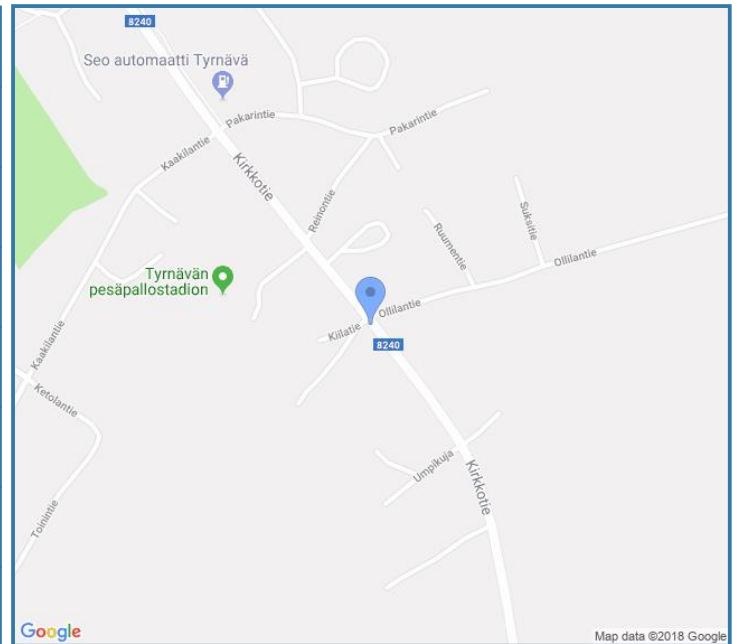 8240
Seo automaatti Tyrnävä
Pakarintie
Pakarintie
Kaakilantie
Kirkkotie
Reinontie
Suksitie
Ruumentie
Ollilantie
Tyrnävän
pesäpallostadion
Ollilantie
Kiilatie
8240
Kaakilantie
Ketolantie
Umpikuja
Kirkkotie
Toinintie
Google
Map data ©2018 Google